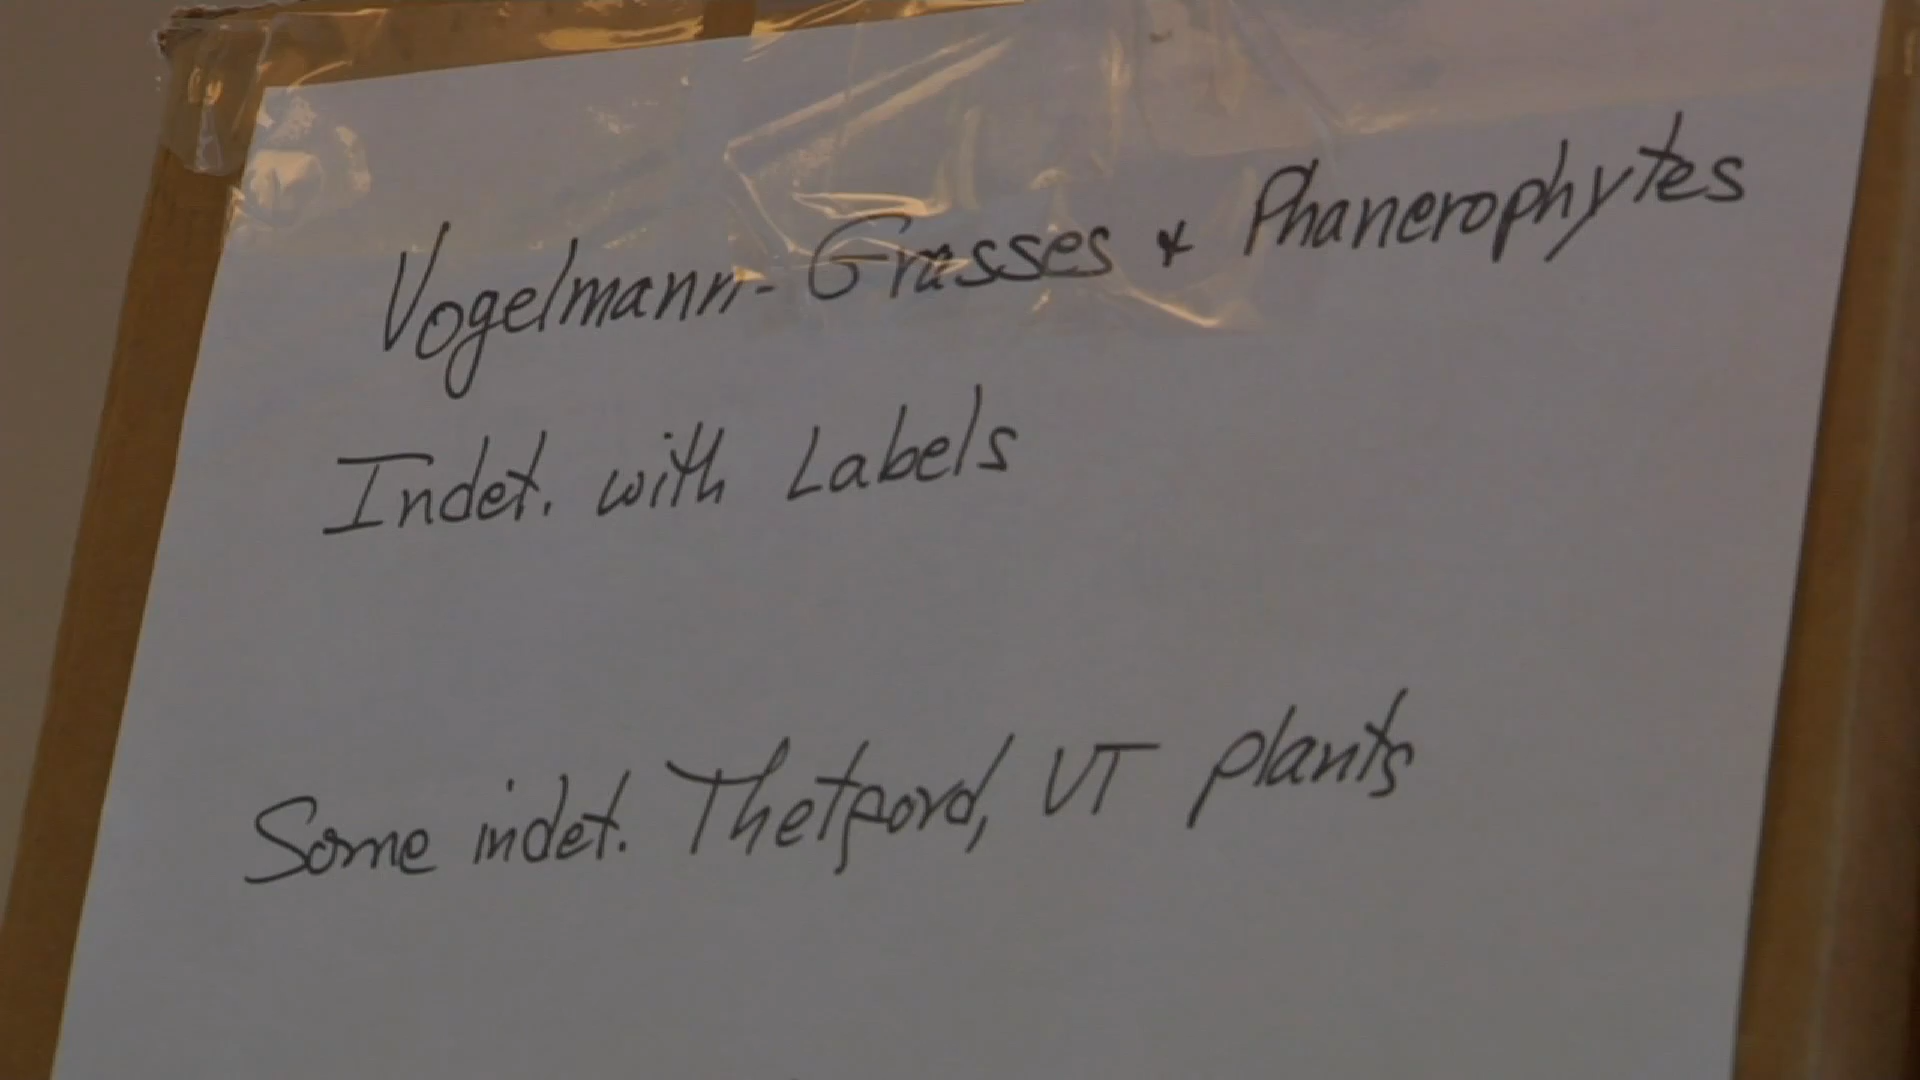 Vogelmann - Grasses & Phanerophytes
Indet. with Labels
Some indet. Thetford, VT plants